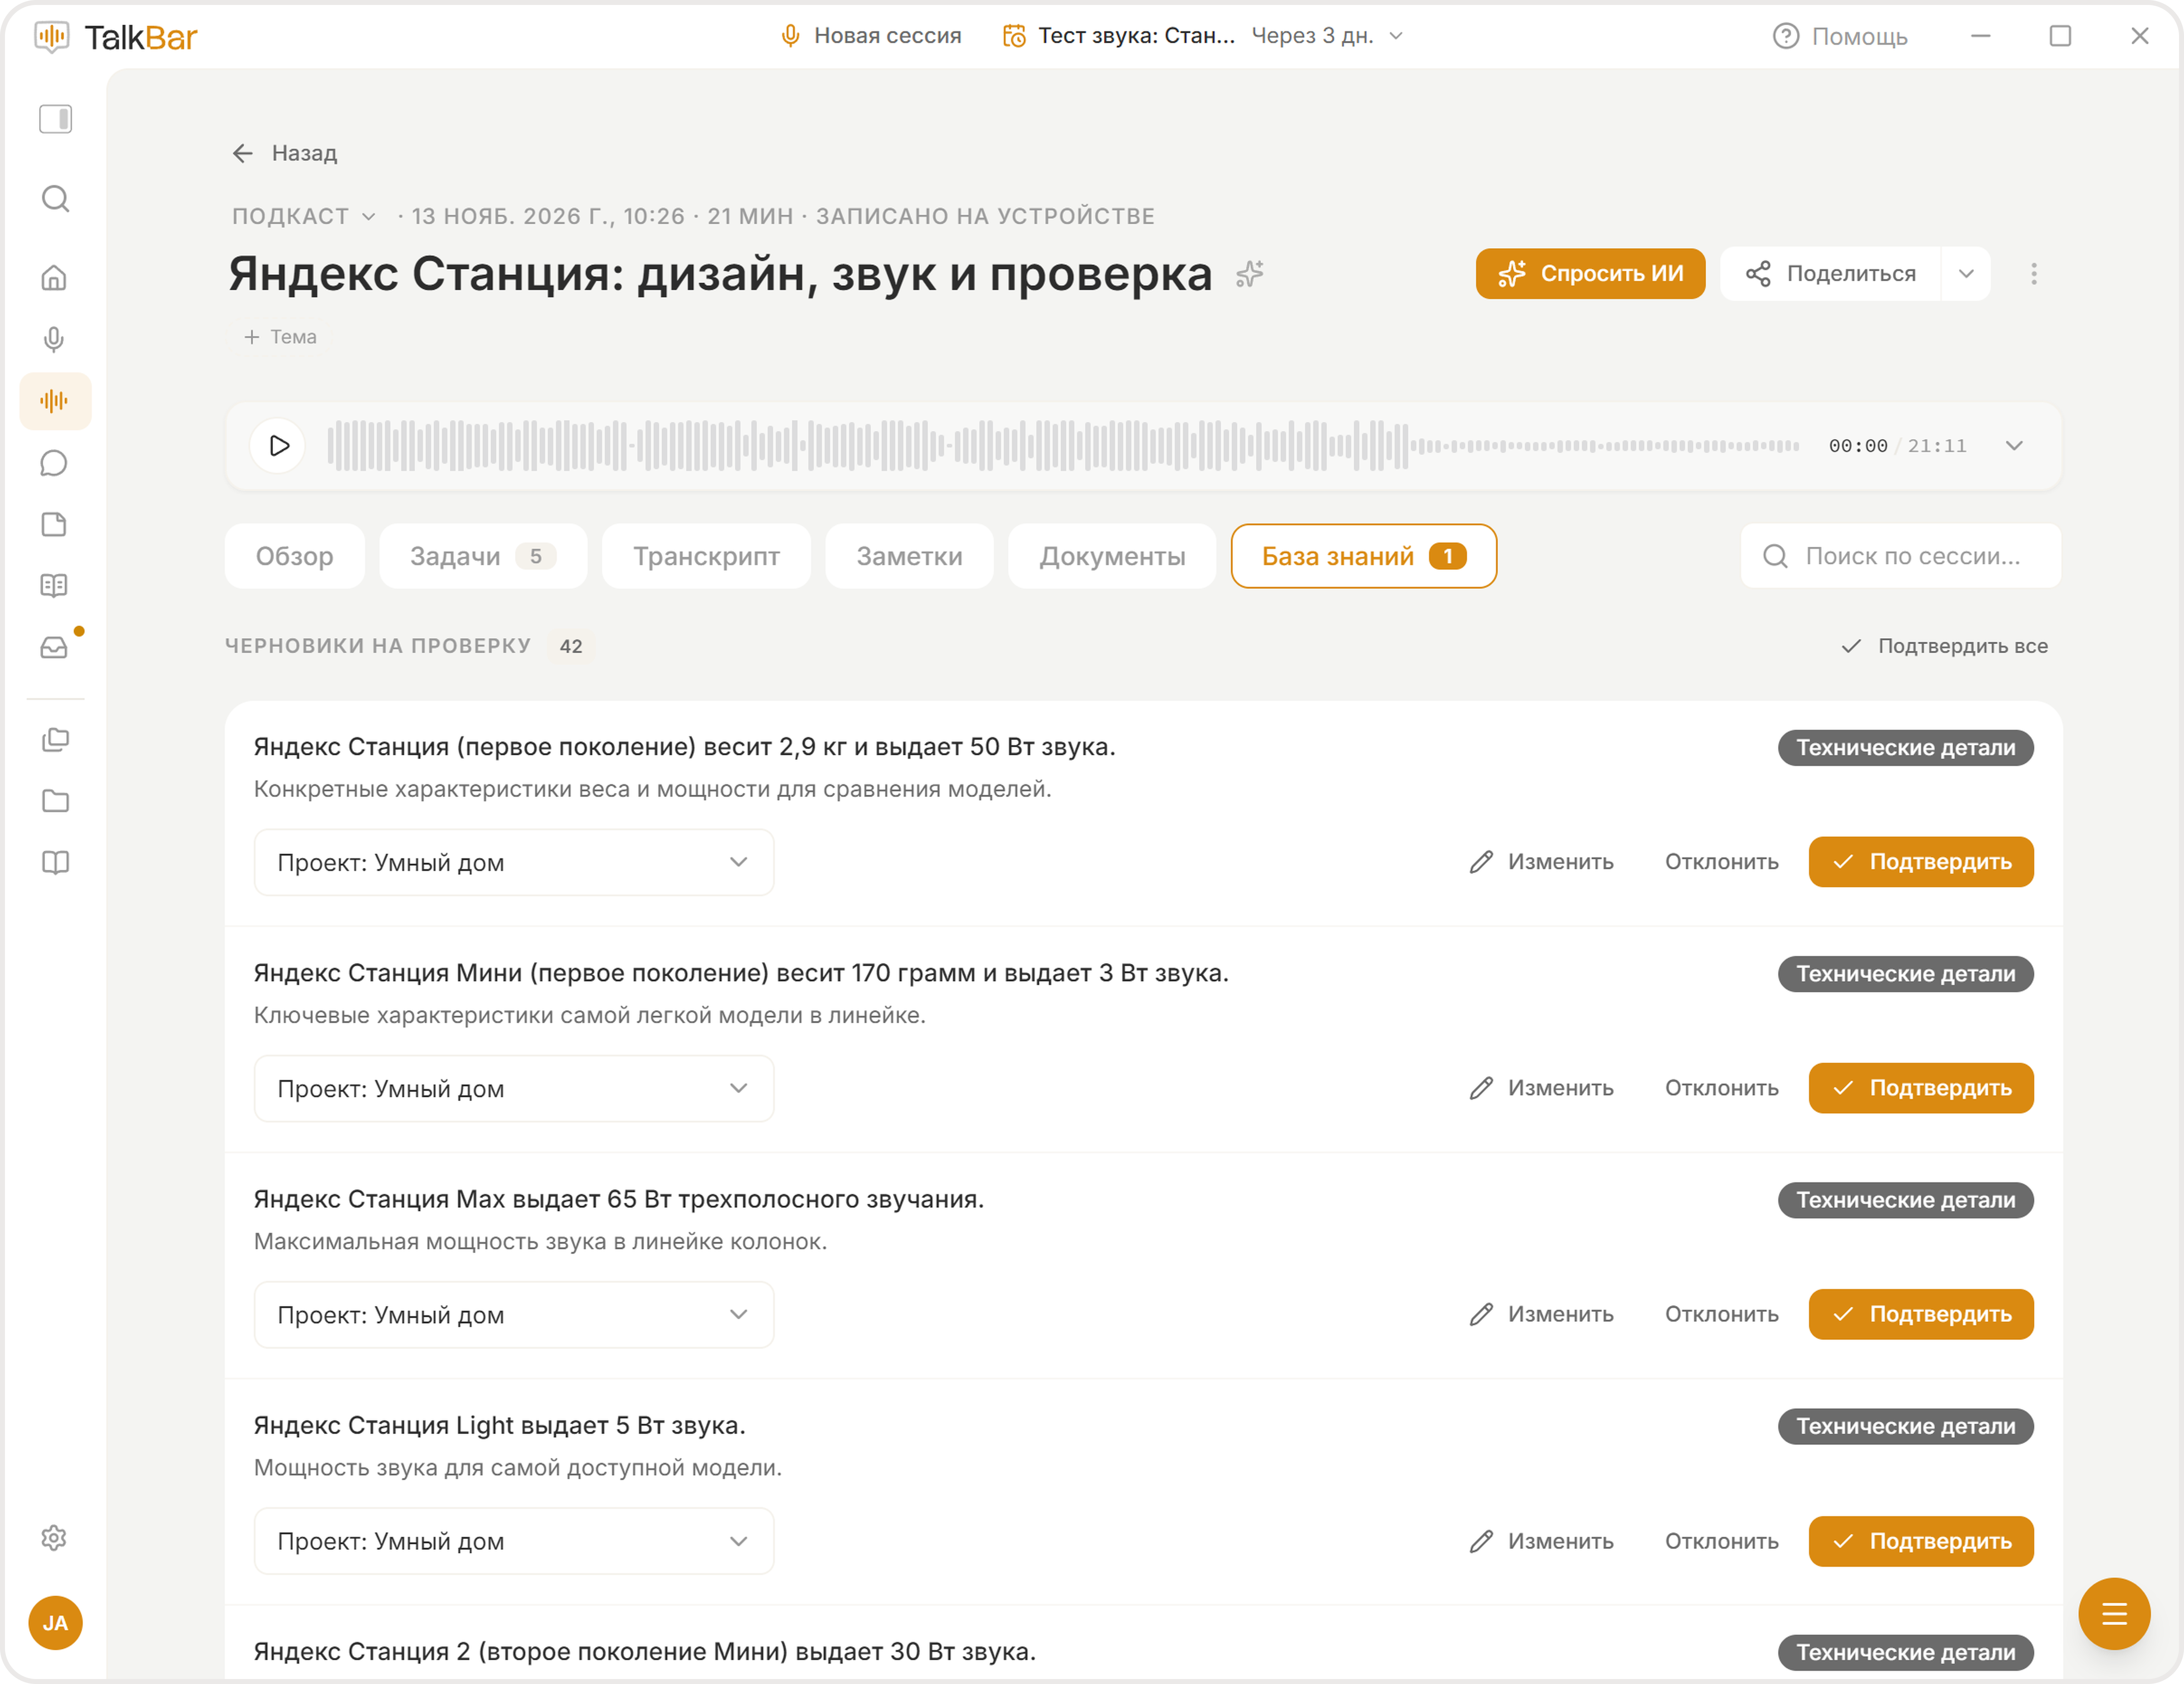 TalkBar
Новая сессия
Тест звука: Стан... Через 3 дн.
Помощь
Назад
ПОДКАСТ · 13 НОЯБ. 2026 Г., 10:26 · 21 МИН · ЗАПИСАНО НА УСТРОЙСТВЕ
Яндекс Станция: дизайн, звук и проверка
Спросить ИИ
Поделиться
+ Тема
00:00 / 21:11
Обзор
Задачи 5
Транскрипт
Заметки
Документы
База знаний 1
Поиск по сессии...
ЧЕРНОВИКИ НА ПРОВЕРКУ 42
Подтвердить все
Яндекс Станция (первое поколение) весит 2,9 кг и выдает 50 Вт звука.
Технические детали
Конкретные характеристики веса и мощности для сравнения моделей.
Проект: Умный дом
Изменить
Отклонить
Подтвердить
Яндекс Станция Мини (первое поколение) весит 170 грамм и выдает 3 Вт звука.
Технические детали
Ключевые характеристики самой легкой модели в линейке.
Проект: Умный дом
Изменить
Отклонить
Подтвердить
Яндекс Станция Max выдает 65 Вт трехполосного звучания.
Технические детали
Максимальная мощность звука в линейке колонок.
Проект: Умный дом
Изменить
Отклонить
Подтвердить
Яндекс Станция Light выдает 5 Вт звука.
Технические детали
Мощность звука для самой доступной модели.
Проект: Умный дом
Изменить
Отклонить
Подтвердить
Яндекс Станция 2 (второе поколение Мини) выдает 30 Вт звука.
Технические детали
JA